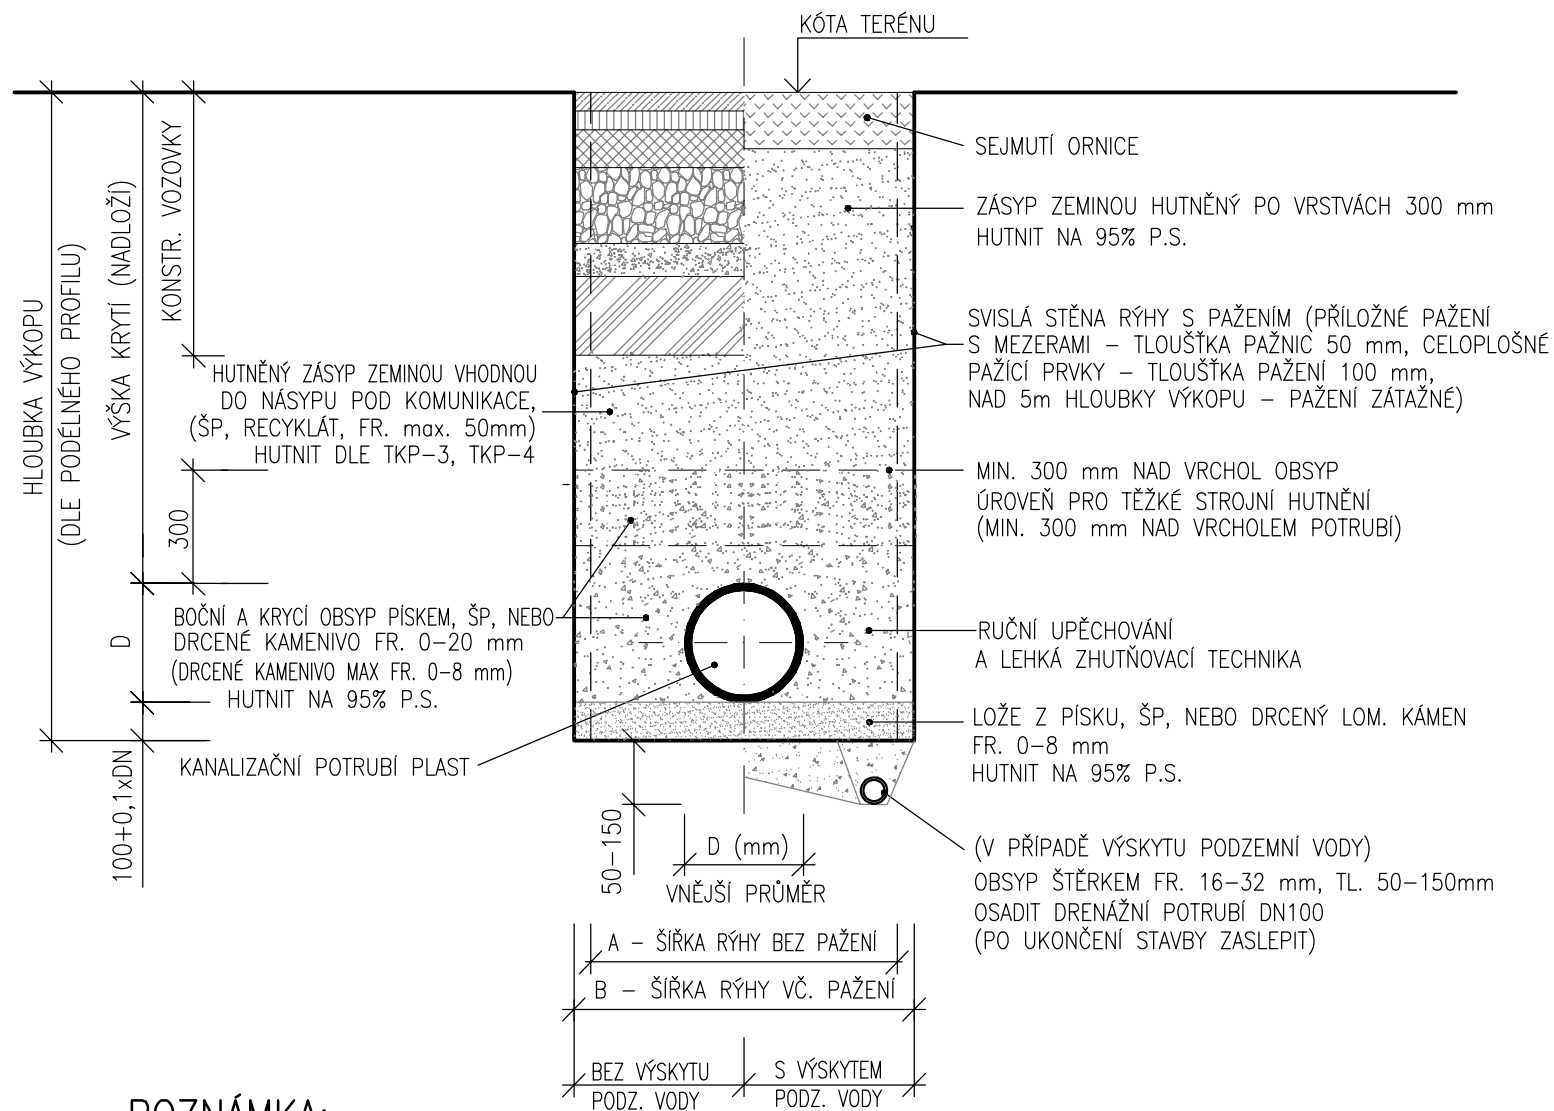 KÓTA TERÉNU
SEJMUTÍ ORNICE
ZÁSYP ZEMINOU HUTNĚNÝ PO VRSTVÁCH 300 mm
HUTNIT NA 95% P.S.
SVISLÁ STĚNA RÝHY S PAŽENÍM (PŘÍLOŽNÉ PAŽENÍ
S MEZERAMI – TLOUŠŤKA PAŽNIC 50 mm, CELOPLOŠNÉ
PAŽÍCÍ PRVKY – TLOUŠŤKA PAŽENÍ 100 mm,
NAD 5m HLOUBKY VÝKOPU – PAŽENÍ ZÁTAŽNÉ)
MIN. 300 mm NAD VRCHOL OBSYP
ÚROVEŇ PRO TĚŽKÉ STROJNÍ HUTNĚNÍ
(MIN. 300 mm NAD VRCHOLEM POTRUBÍ)
RUČNÍ UPĚCHOVÁNÍ
A LEHKÁ ZHUTŇOVACÍ TECHNIKA
LOŽE Z PÍSKU, ŠP, NEBO DRCENÝ LOM. KÁMEN
FR. 0–8 mm
HUTNIT NA 95% P.S.
(V PŘÍPADĚ VÝSKYTU PODZEMNÍ VODY)
OBSYP ŠTĚRKEM FR. 16–32 mm, TL. 50–150mm
OSADIT DRENÁŽNÍ POTRUBÍ DN100
(PO UKONČENÍ STAVBY ZASLEPIT)
HLOUBKA VÝKOPU
(DLE PODÉLNÉHO PROFILU)
VÝŠKA KRYTÍ (NADLOŽÍ)
KONSTR. VOZOVKY
HUTNĚNÝ ZÁSYP ZEMINOU VHODNOU
DO NÁSYPU POD KOMUNIKACE,
(ŠP, RECYKLÁT, FR. max. 50mm)
HUTNIT DLE TKP–3, TKP–4
300
D
BOČNÍ A KRYCÍ OBSYP PÍSKEM, ŠP, NEBO
DRCENÉ KAMENIVO FR. 0–20 mm
(DRCENÉ KAMENIVO MAX FR. 0–8 mm)
HUTNIT NA 95% P.S.
KANALIZAČNÍ POTRUBÍ PLAST
100+0,1xDN
50–150
D (mm)
VNĚJŠÍ PRŮMĚR
A – ŠÍŘKA RÝHY BEZ PAŽENÍ
B – ŠÍŘKA RÝHY VČ. PAŽENÍ
BEZ VÝSKYTU
PODZ. VODY
S VÝSKYTEM
PODZ. VODY
POZNÁMKA: